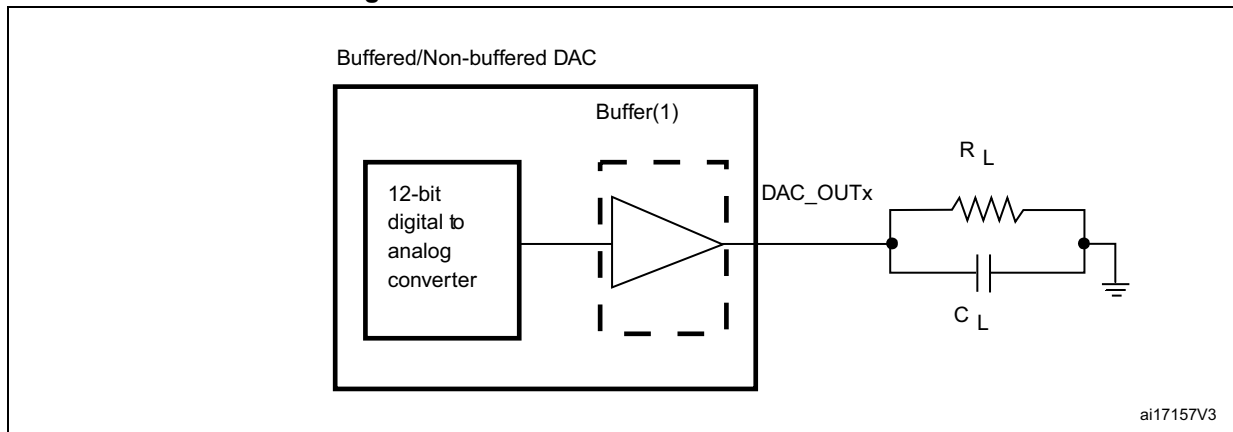 Buffered/Non-buffered DAC
Buffer(1)
12-bit
digital to
analog
converter
DAC_OUTx
R L
C L
ai17157V3